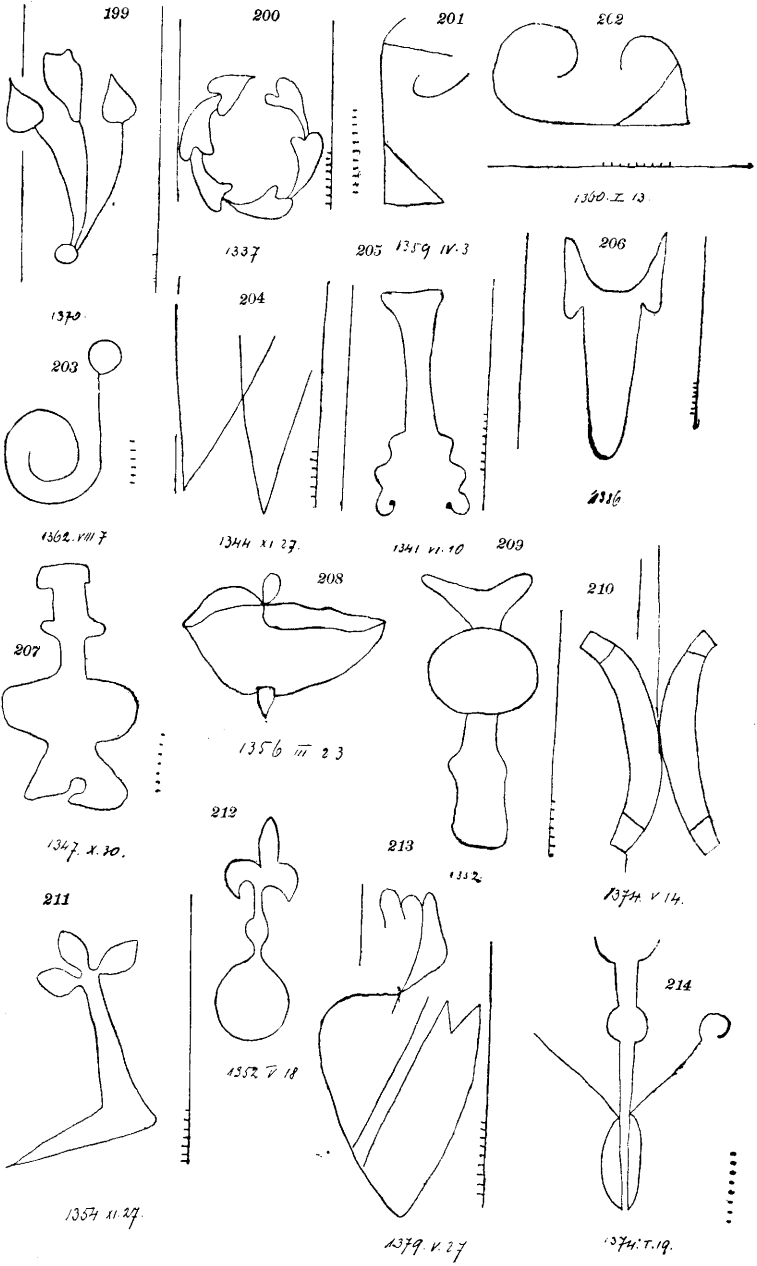 199
200
201
202
1337
205 1359 IV. 3
1360. X 13.
1370.
203
204
206
1362. VIII 7
1344 XI 27.
1341 VI. 10
1386
207
208
209
210
1356 III 23
1347. X. 30.
1352.
1374. V 14.
211
212
213
214
1352 V 18
1354 XI. 27.
1379. V. 27
1374. I. 19.